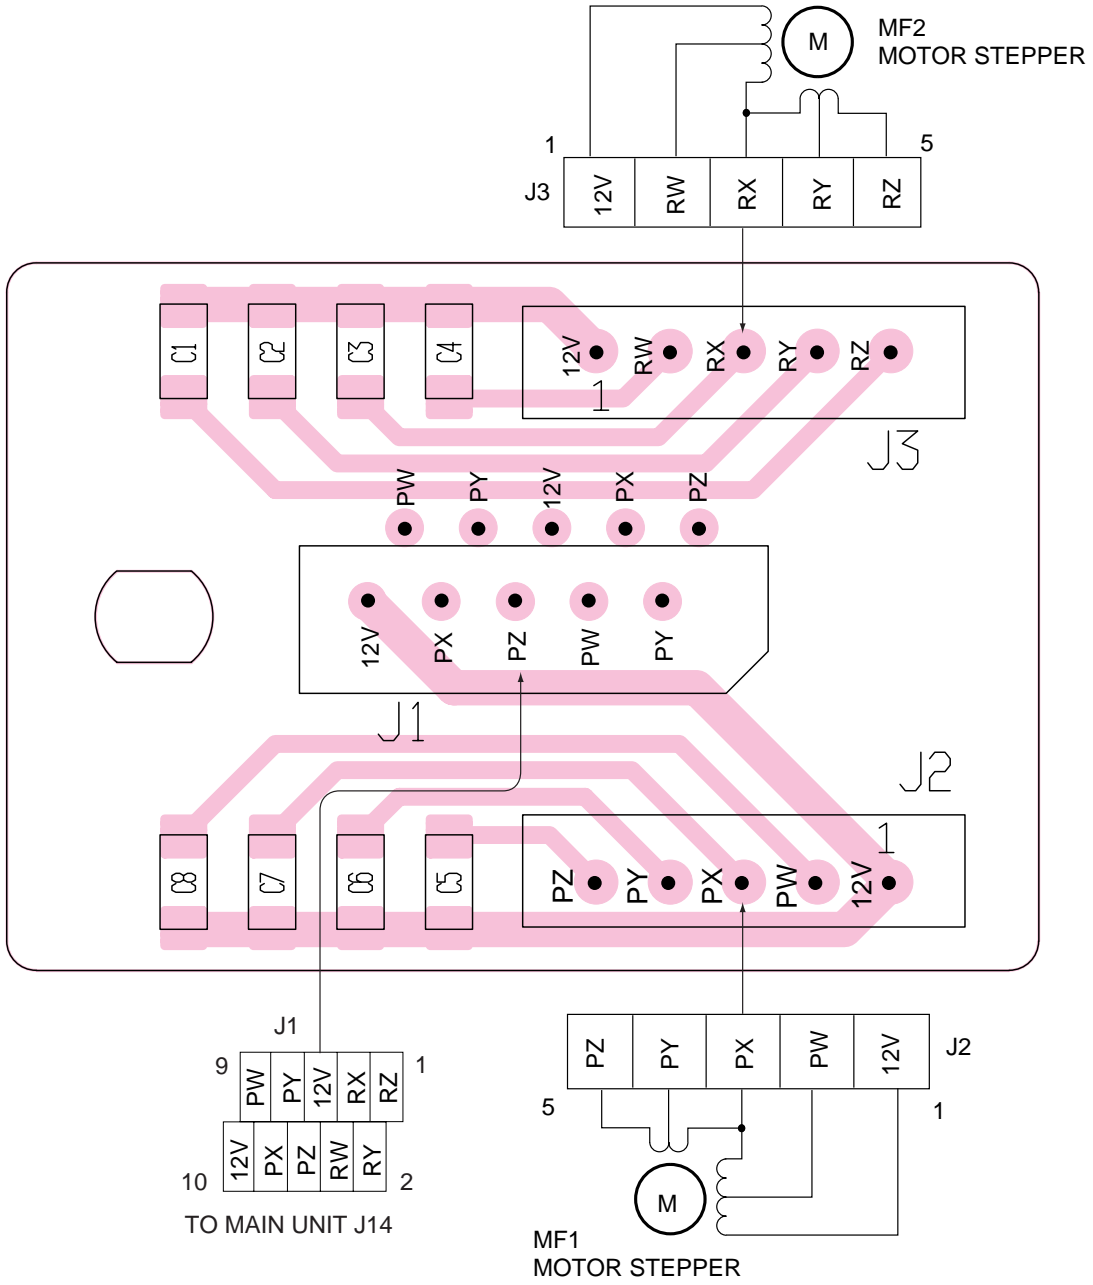 MF2
MOTOR STEPPER
M
1
5
J3
12V
RW
RX
RY
RZ
C1
C2
C3
C4
12V
RW
RX
RY
RZ
1
J3
PW
PY
12V
PX
PZ
12V
PX
PZ
PW
PY
J1
J2
1
C8
C7
C6
C5
PZ
PY
PX
PW
12V
J1
9
PW
PY
12V
RX
RZ
1
10
12V
PX
PZ
RW
RY
2
TO MAIN UNIT J14
PZ
PY
PX
PW
12V
J2
5
1
M
MF1
MOTOR STEPPER